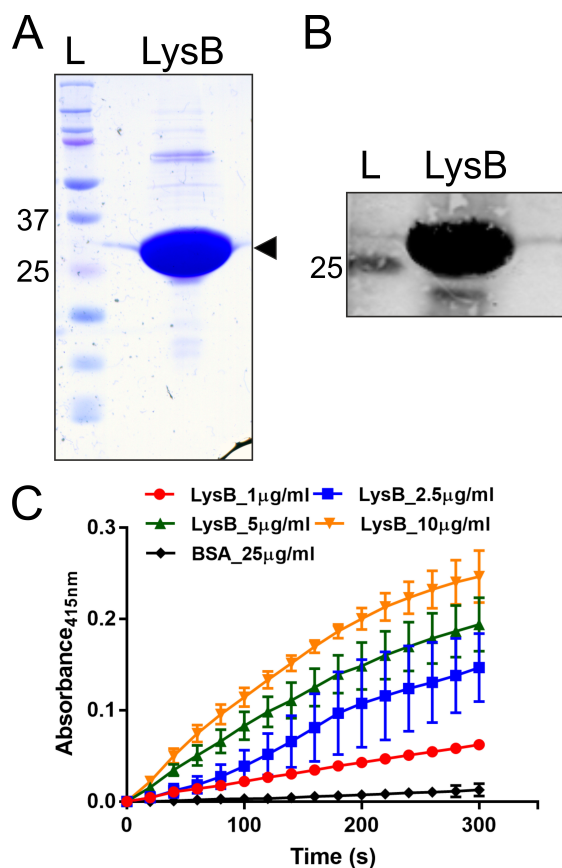 A
B
L LysB
L LysB
37
25
25
C
LysB_1µg/ml LysB_2.5µg/ml
LysB_5µg/ml LysB_10µg/ml
BSA_25µg/ml
0.3
0.2
0.1
0.0
Absorbance415nm
0 100 200 300
Time (s)